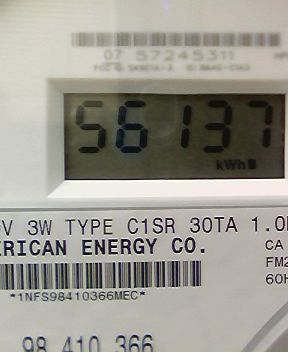 07 57245311
56137
kWh
V 3W TYPE C1SR 30TA 1.0
ERICAN ENERGY CO.
CA
FM2
60H
*1NFS98410366MEC*
98 410 366